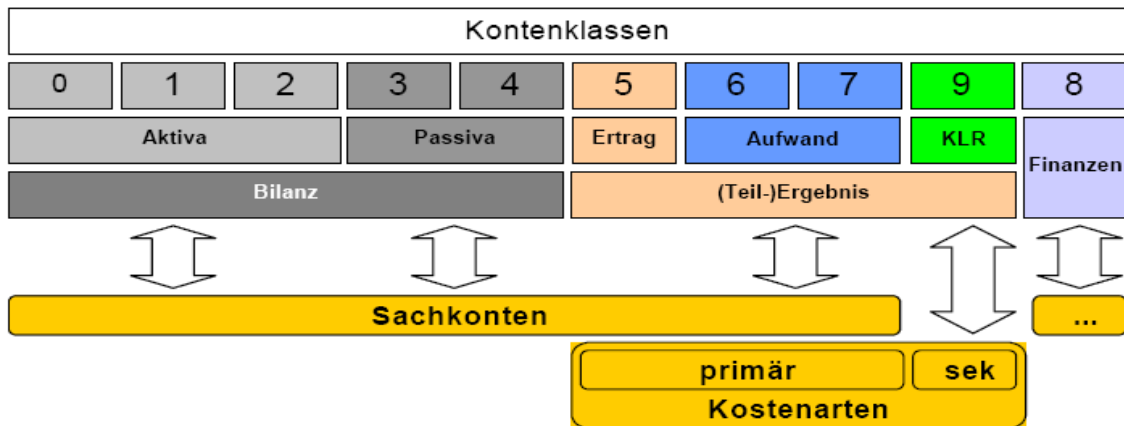 Kontenklassen
0 1 2 3 4 5 6 7 9 8
Aktiva Passiva Ertrag Aufwand KLR Finanzen
Bilanz (Teil-)Ergebnis
Sachkonten ...
primär sek
Kostenarten